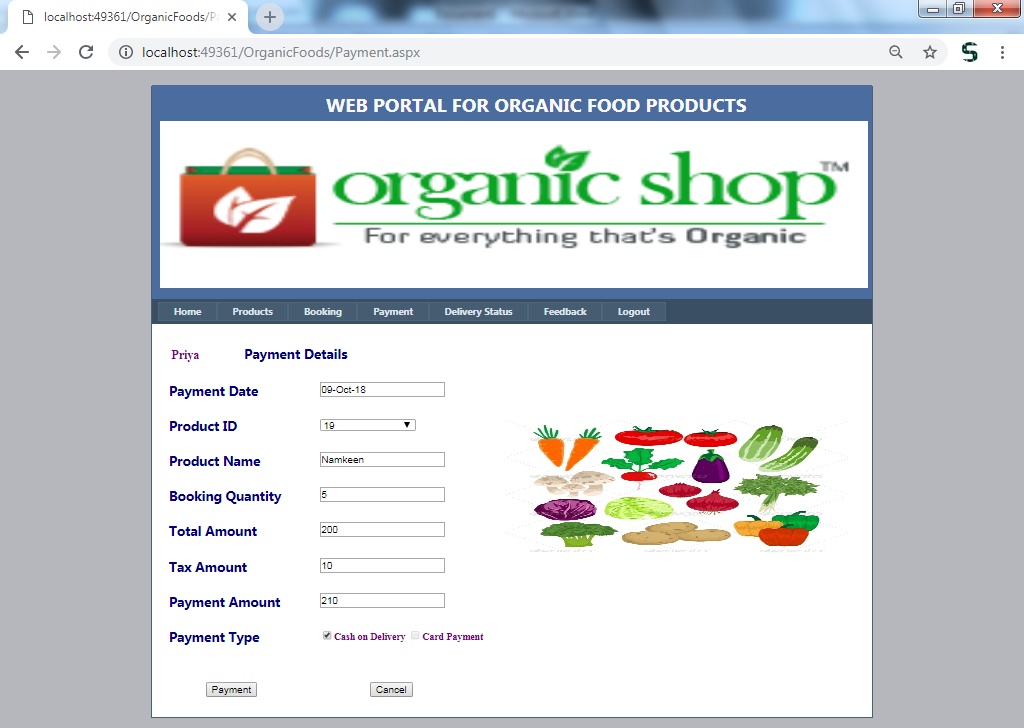 localhost:49361/OrganicFoods/P
localhost:49361/OrganicFoods/Payment.aspx
WEB PORTAL FOR ORGANIC FOOD PRODUCTS
organic shop™
For everything that's Organic
Home Products Booking Payment Delivery Status Feedback Logout
Priya Payment Details
Payment Date 09-Oct-18
Product ID 19
Product Name Namkeen
Booking Quantity 5
Total Amount 200
Tax Amount 10
Payment Amount 210
Payment Type Cash on Delivery Card Payment
Payment Cancel